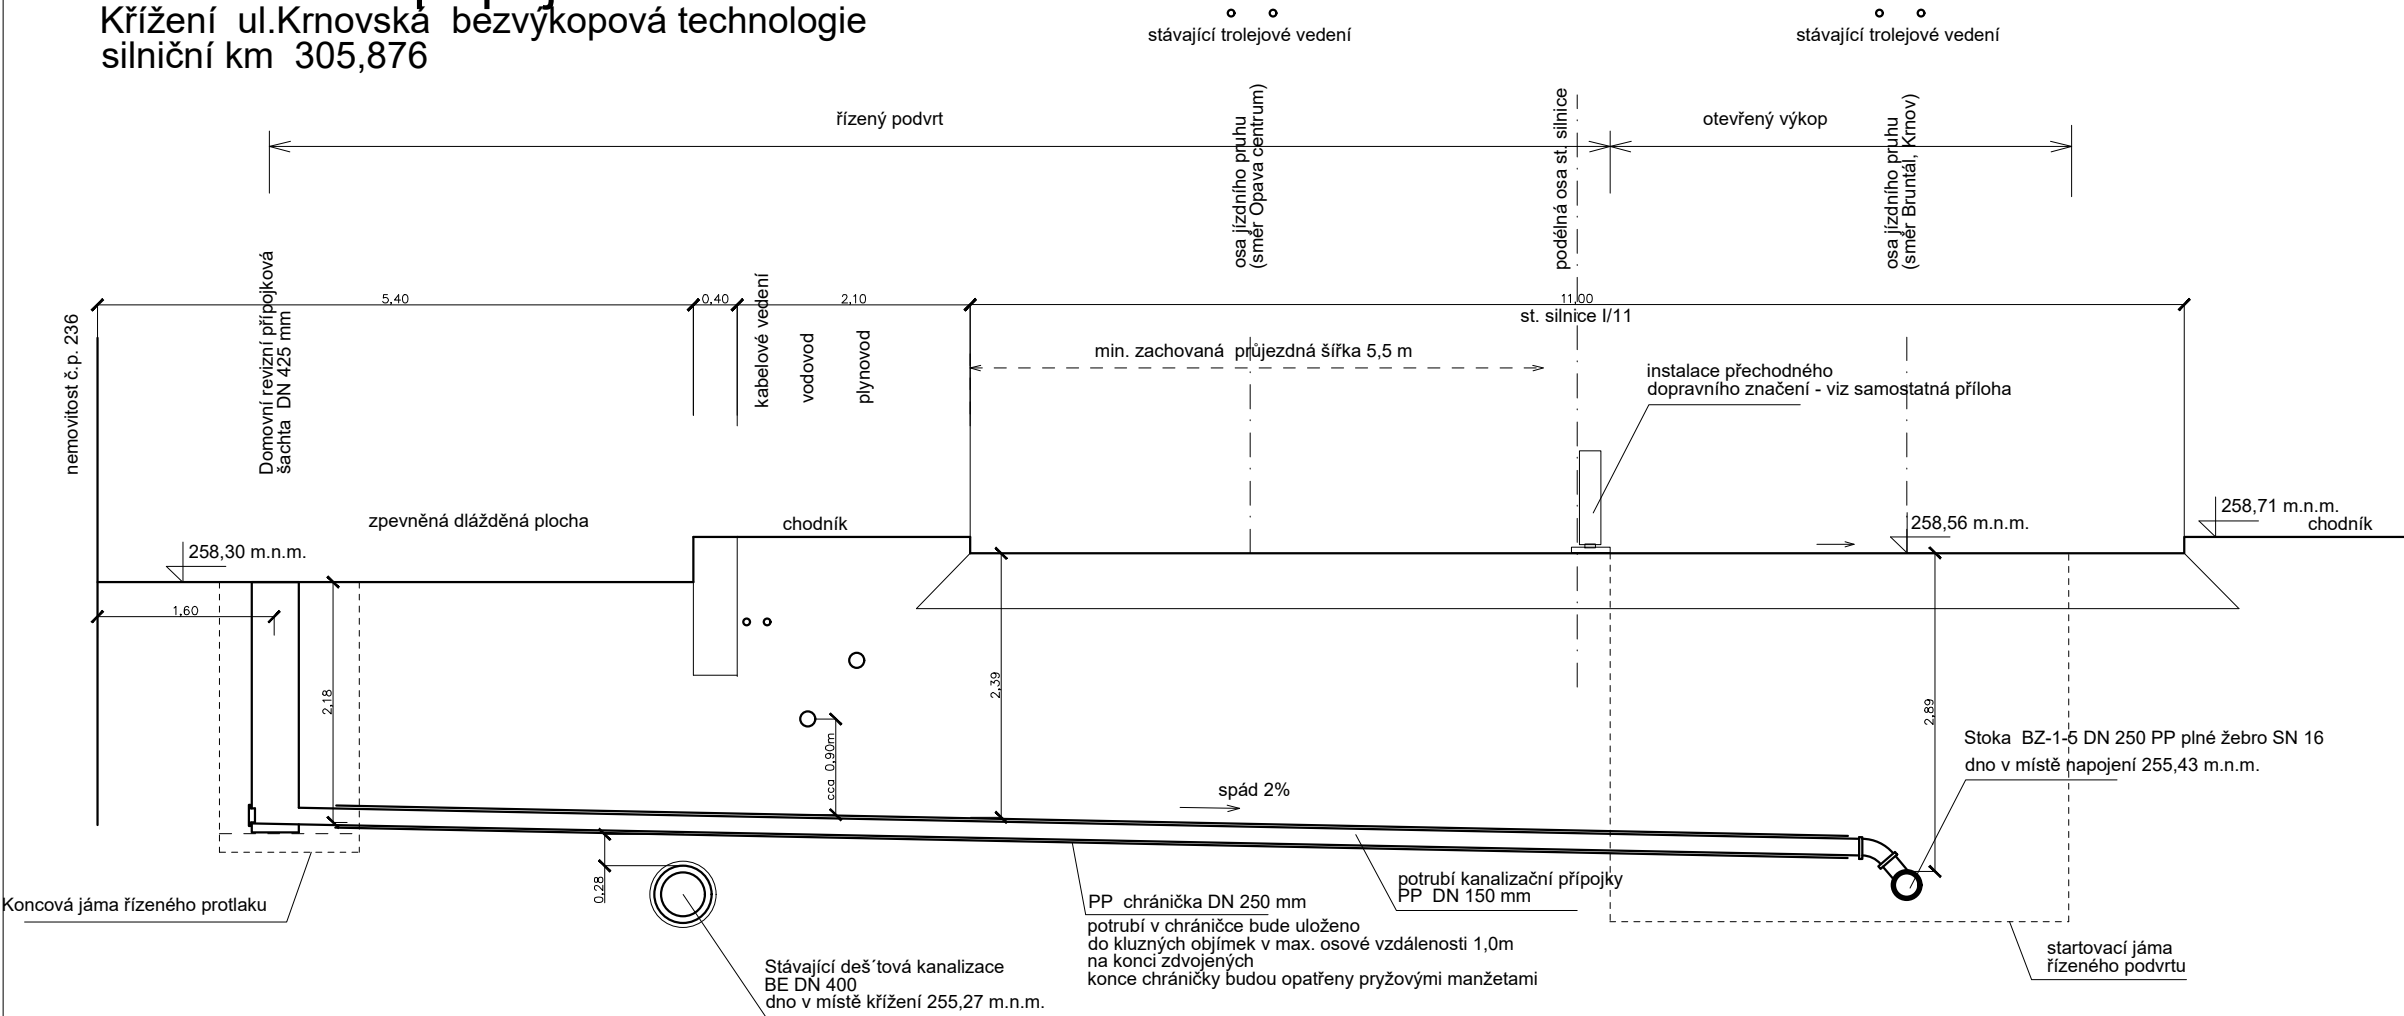 Křížení ul.Krnovská bezvýkopová technologie
silniční km 305,876
stávající trolejové vedení
stávající trolejové vedení
řízený podvrt
otevřený výkop
osa jízdního pruhu
(směr Opava centrum)
podélná osa st. silnice
osa jízdního pruhu
(směr Bruntál, Krnov)
5,40
0,40
2,10
11,00
st. silnice I/11
nemovitost č.p. 236
Domovní revizní přípojková
šachta DN 425 mm
kabelové vedení
vodovod
plynovod
min. zachovaná průjezdná šířka 5,5 m
instalace přechodného
dopravního značení - viz samostatná příloha
zpevněná dlážděná plocha
chodník
258,30 m.n.m.
258,56 m.n.m.
258,71 m.n.m.
chodník
1,60
2,18
2,39
2,89
cca 0,90m
spád 2%
Stoka BZ-1-5 DN 250 PP plné žebro SN 16
dno v místě napojení 255,43 m.n.m.
0,28
Koncová jáma řízeného protlaku
potrubí kanalizační přípojky
PP DN 150 mm
PP chránička DN 250 mm
potrubí v chráničce bude uloženo
do kluzných objímek v max. osové vzdálenosti 1,0m
na konci zdvojených
konce chráničky budou opatřeny pryžovými manžetami
Stávající deš´tová kanalizace
BE DN 400
dno v místě křížení 255,27 m.n.m.
startovací jáma
řízeného podvrtu